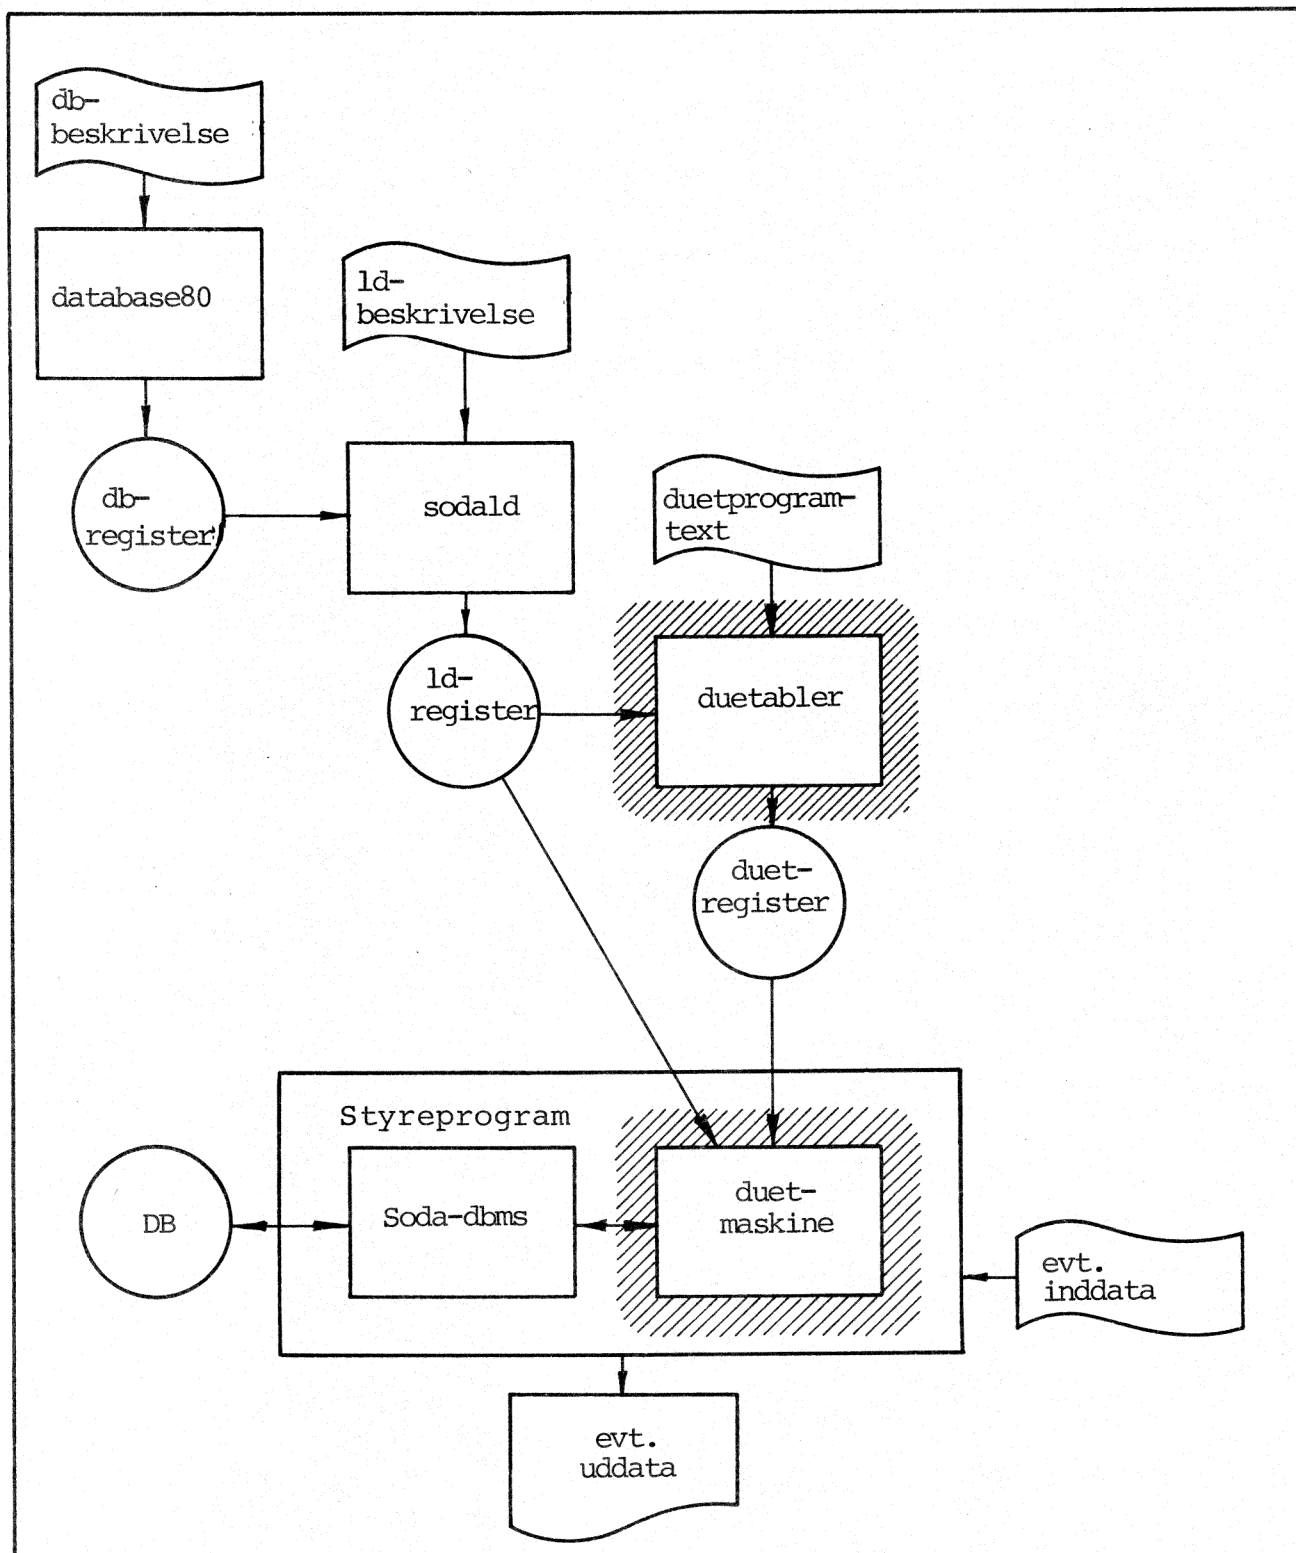 db-
beskrivelse
database80
ld-
beskrivelse
db-
register
sodald
duetprogram-
text
ld-
register
duetabler
duet-
register
Styreprogram
DB
Soda-dbms
duet-
maskine
evt.
inddata
evt.
uddata